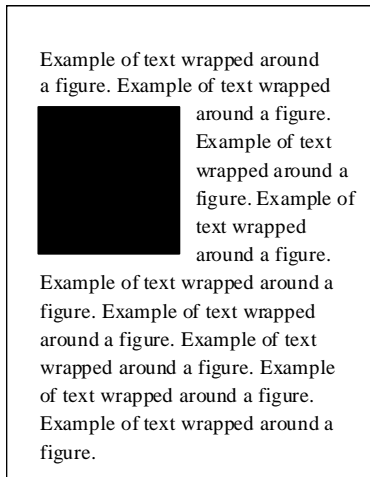 Example of text wrapped around
a figure. Example of text wrapped
around a figure.
Example of text
wrapped around a
figure. Example of
text wrapped
around a figure.
Example of text wrapped around a
figure. Example of text wrapped
around a figure. Example of text
wrapped around a figure. Example
of text wrapped around a figure.
Example of text wrapped around a
figure.